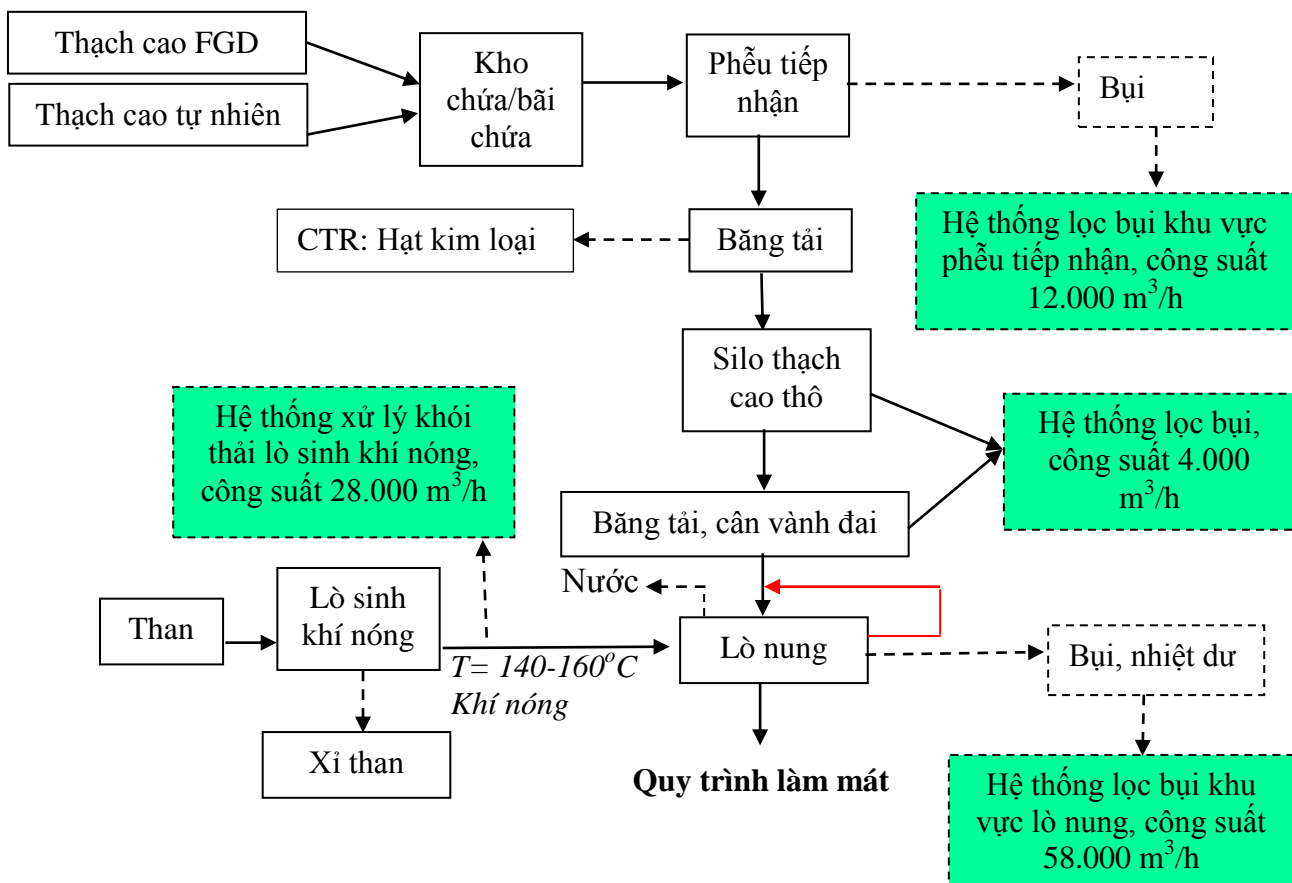 Thạch cao FGD
Thạch cao tự nhiên
Kho
chứa/bãi
chứa
Phễu tiếp
nhận
Bụi
CTR: Hạt kim loại
Băng tải
Hệ thống lọc bụi khu vực
phễu tiếp nhận, công suất
12.000 m³/h
Silo thạch
cao thô
Hệ thống xử lý khói
thải lò sinh khí nóng,
công suất 28.000 m³/h
Hệ thống lọc bụi,
công suất 4.000
m³/h
Băng tải, cân vành đai
Nước
Than
Lò sinh
khí nóng
T= 140-160ºC
Khí nóng
Lò nung
Bụi, nhiệt dư
Xỉ than
Quy trình làm mát
Hệ thống lọc bụi khu
vực lò nung, công suất
58.000 m³/h